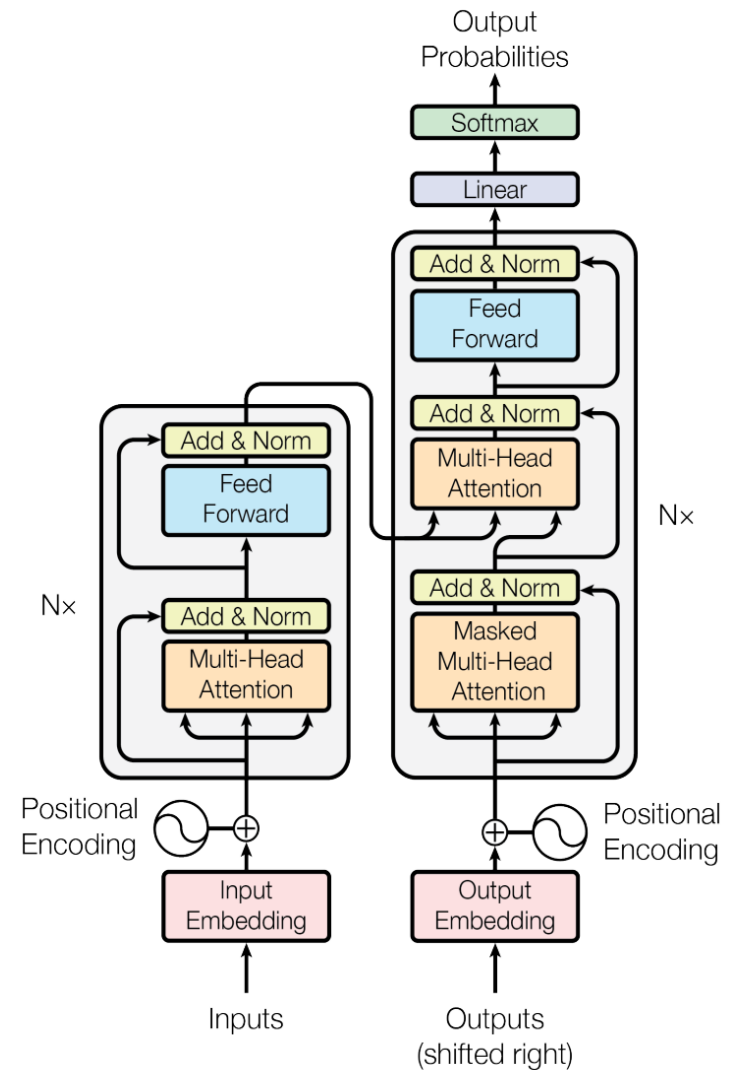 Output
Probabilities
Softmax
Linear
Add & Norm
Feed
Forward
Add & Norm
Multi-Head
Attention
N×
Add & Norm
Masked
Multi-Head
Attention
Add & Norm
Feed
Forward
N×
Add & Norm
Multi-Head
Attention
Positional
Encoding
Positional
Encoding
Input
Embedding
Output
Embedding
Inputs
Outputs
(shifted right)